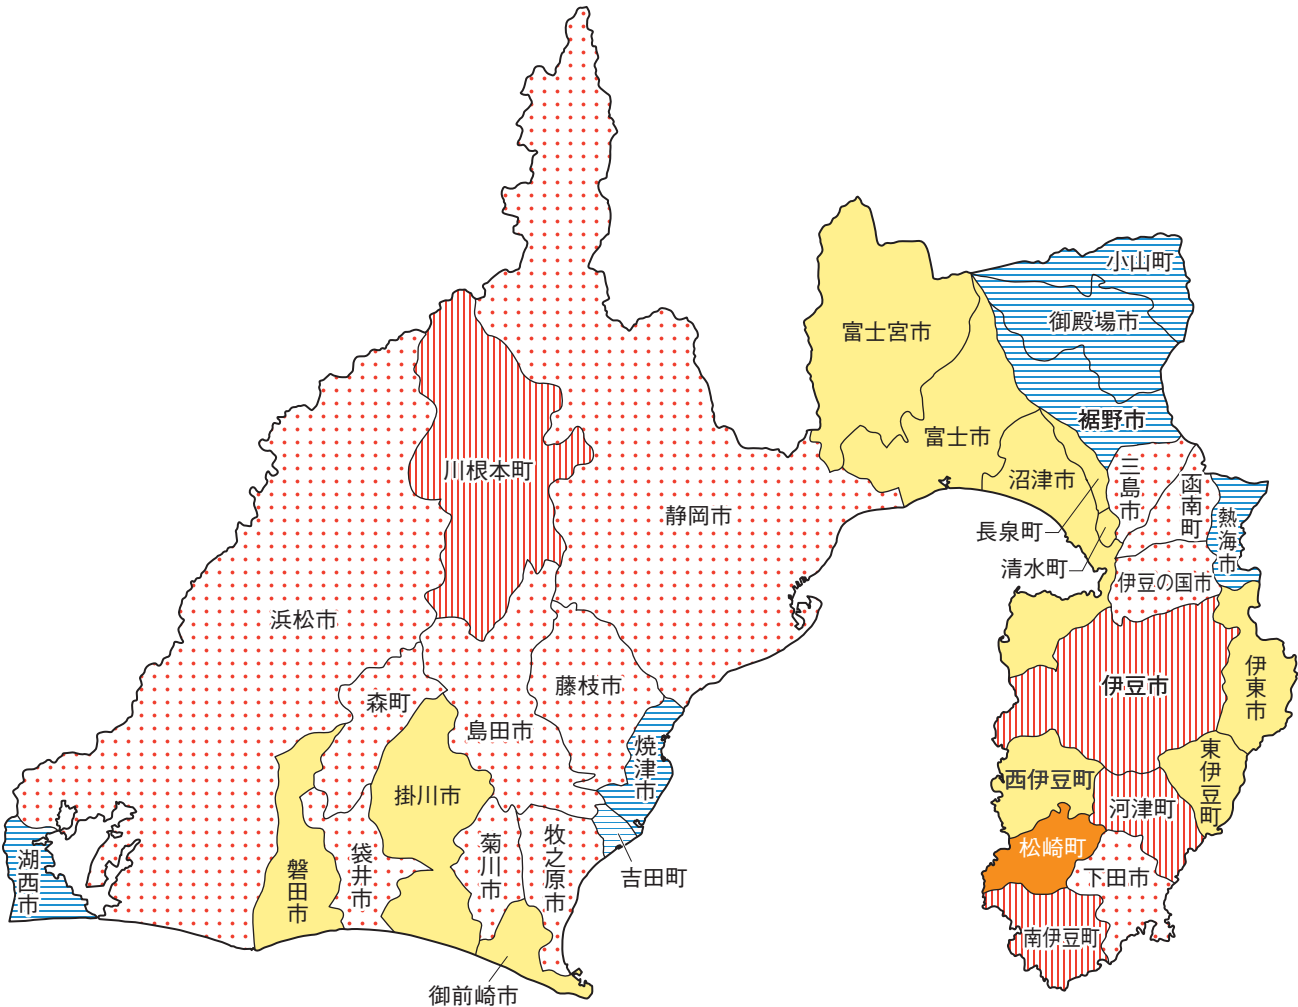 小山町
御殿場市
富士宮市
裾野市
富士市
三島市
函南町
川根本町
沼津市
熱海市
静岡市
長泉町
清水町
伊豆の国市
浜松市
伊豆市
伊東市
藤枝市
森町
島田市
焼津市
東伊豆町
西伊豆町
掛川市
河津町
松崎町
菊川市
牧之原市
湖西市
磐田市
袋井市
吉田町
下田市
南伊豆町
御前崎市